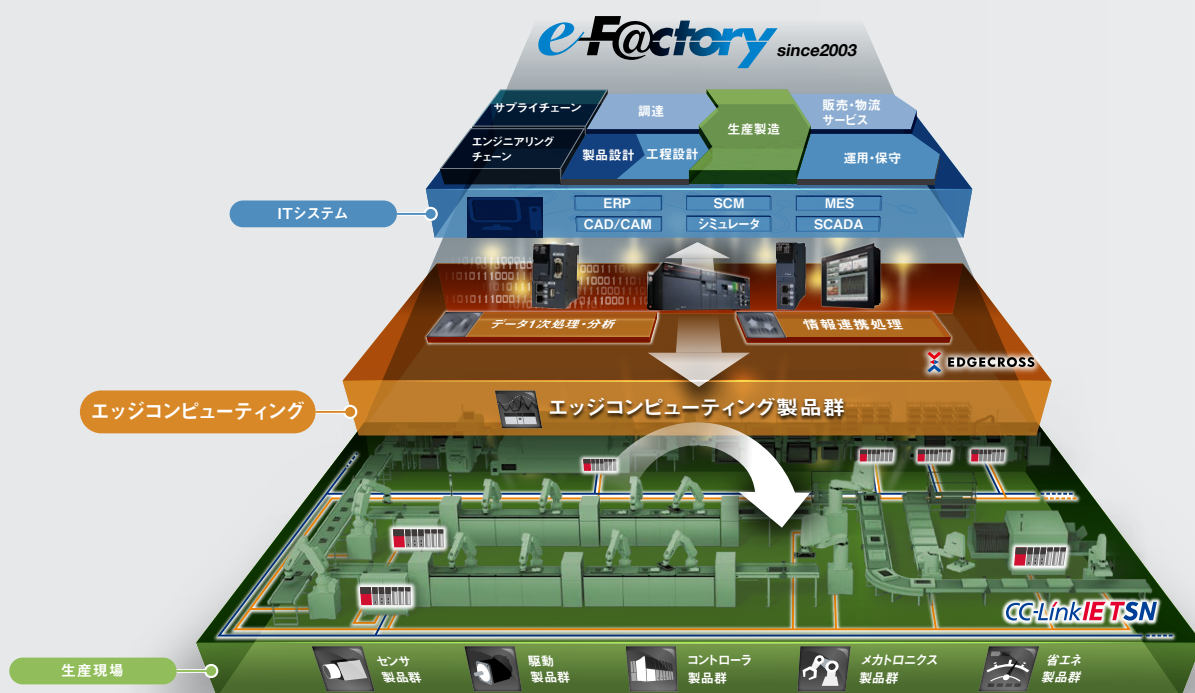 e-F@ctory since2003
サプライチェーン
調達
生産製造
販売・物流
サービス
エンジニアリング
チェーン
製品設計
工程設計
運用・保守
ITシステム
ERP
SCM
MES
CAD/CAM
シミュレータ
SCADA
データ1次処理・分析
情報連携処理
EDGECROSS
エッジコンピューティング
エッジコンピューティング製品群
CC-Link IE TSN
生産現場
センサ
製品群
駆動
製品群
コントローラ
製品群
メカトロニクス
製品群
省エネ
製品群